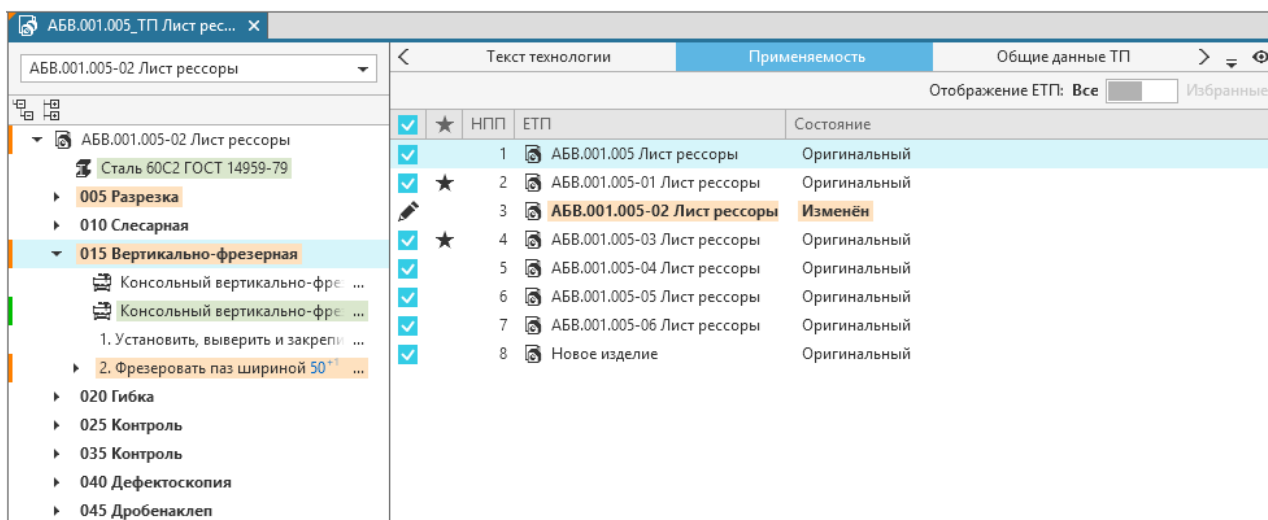 АБВ.001.005_ТП Лист рес...
АБВ.001.005-02 Лист рессоры
АБВ.001.005-02 Лист рессоры
Сталь 60С2 ГОСТ 14959-79
005 Разрезка
010 Слесарная
015 Вертикально-фрезерная
Консольный вертикально-фре ...
Консольный вертикально-фре ...
1. Установить, выверить и закрепи ...
2. Фрезеровать паз шириной 50⁺¹ ...
020 Гибка
025 Контроль
035 Контроль
040 Дефектоскопия
045 Дробенаклеп
Текст технологии Применяемость Общие данные ТП
Отображение ЕТП: Все Избранные
НПП ЕТП Состояние
1 АБВ.001.005 Лист рессоры Оригинальный
2 АБВ.001.005-01 Лист рессоры Оригинальный
3 АБВ.001.005-02 Лист рессоры Изменён
4 АБВ.001.005-03 Лист рессоры Оригинальный
5 АБВ.001.005-04 Лист рессоры Оригинальный
6 АБВ.001.005-05 Лист рессоры Оригинальный
7 АБВ.001.005-06 Лист рессоры Оригинальный
8 Новое изделие Оригинальный